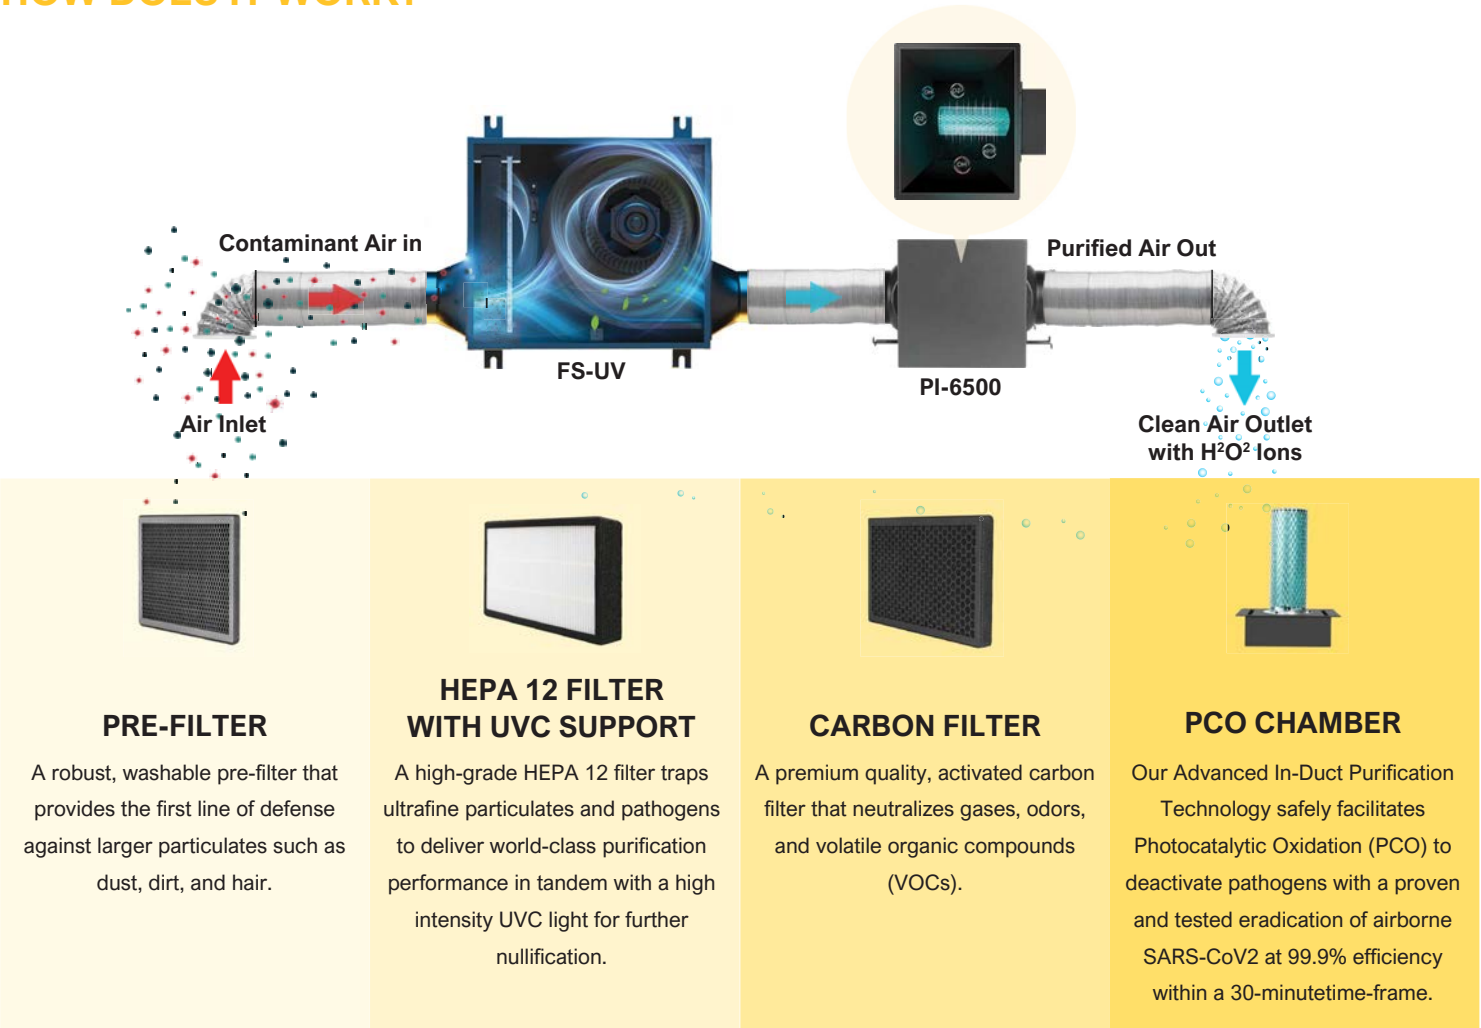 HOW DOES IT WORK?
Contaminant Air in
Purified Air Out
FS-UV
PI-6500
Air Inlet
Clean Air Outlet
with H²O² Ions
PRE-FILTER
A robust, washable pre-filter that
provides the first line of defense
against larger particulates such as
dust, dirt, and hair.
HEPA 12 FILTER
WITH UVC SUPPORT
A high-grade HEPA 12 filter traps
ultrafine particulates and pathogens
to deliver world-class purification
performance in tandem with a high
intensity UVC light for further
nullification.
CARBON FILTER
A premium quality, activated carbon
filter that neutralizes gases, odors,
and volatile organic compounds
(VOCs).
PCO CHAMBER
Our Advanced In-Duct Purification
Technology safely facilitates
Photocatalytic Oxidation (PCO) to
deactivate pathogens with a proven
and tested eradication of airborne
SARS-CoV2 at 99.9% efficiency
within a 30-minutetime-frame.